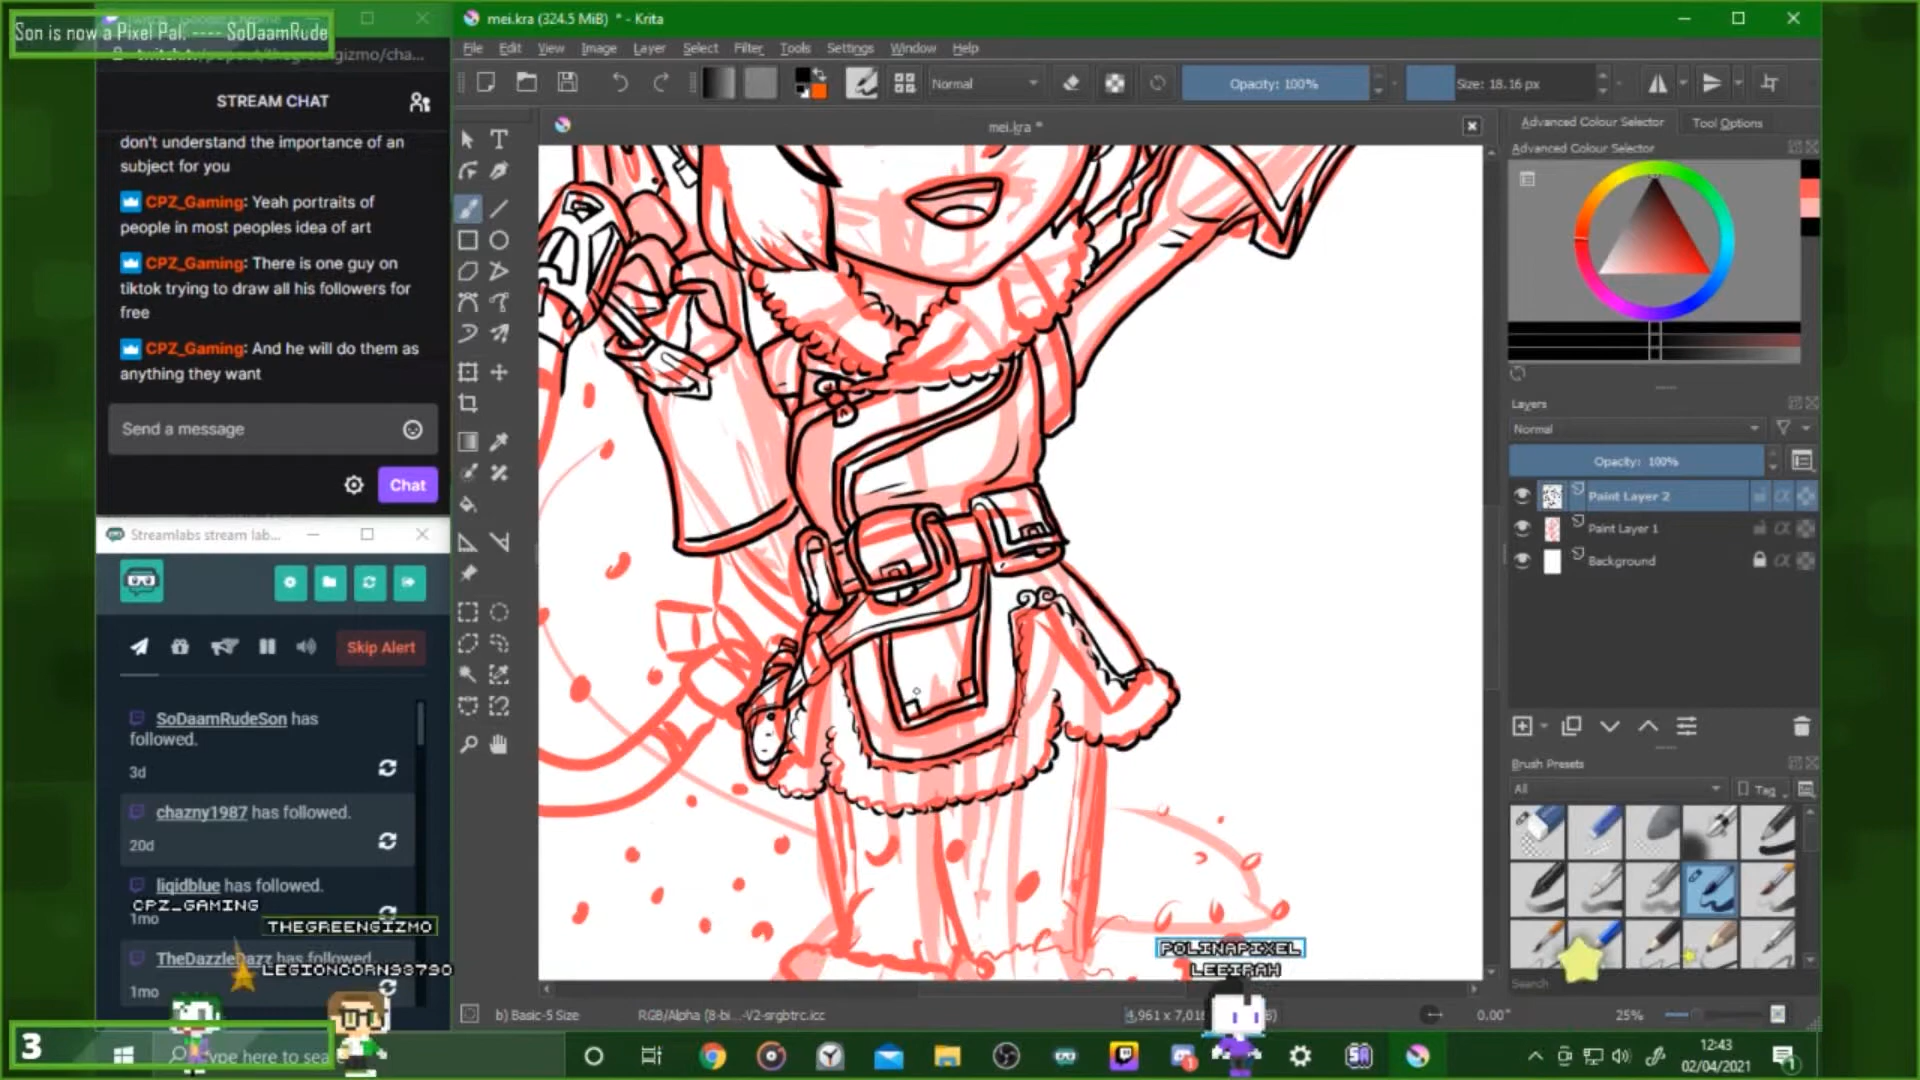 Son is now a Pixel Pal. ---- SoDaamRude
STREAM CHAT
don't understand the importance of an
subject for you
CPZ_Gaming: Yeah portraits of
people in most peoples idea of art
CPZ_Gaming: There is one guy on
tiktok trying to draw all his followers for
free
CPZ_Gaming: And he will do them as
anything they want
Send a message
Chat
Streamlabs stream lab...
Skip Alert
SoDaamRudeSon has
followed.
3d
chazny1987 has followed.
20d
liqidblue has followed.
CPZ_GAMING
1mo
THEGREENGIZMO
TheDazzleDazz has followed.
LEGIONCORN98790
1mo
3
mei.kra (324.5 MiB) * - Krita
File Edit View Image Layer Select Filter Tools Settings Window Help
Normal
Opacity: 100%
Size: 18.16 px
mei.kra *
Advanced Colour Selector
Tool Options
Advanced Colour Selector
Layers
Normal
Opacity: 100%
Paint Layer 2
Paint Layer 1
Background
Brush Presets
All
Tag
Search
POLINAPIXEL
LEEIRAH
b) Basic-5 Size
RGB/Alpha (8-bi...-V2-srgbtrc.icc
0.00°
25%
12:43
02/04/2021